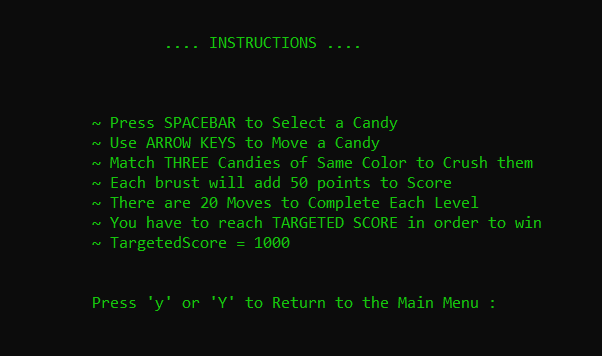 .... INSTRUCTIONS ....
~ Press SPACEBAR to Select a Candy
~ Use ARROW KEYS to Move a Candy
~ Match THREE Candies of Same Color to Crush them
~ Each brust will add 50 points to Score
~ There are 20 Moves to Complete Each Level
~ You have to reach TARGETED SCORE in order to win
~ TargetedScore = 1000
Press 'y' or 'Y' to Return to the Main Menu :